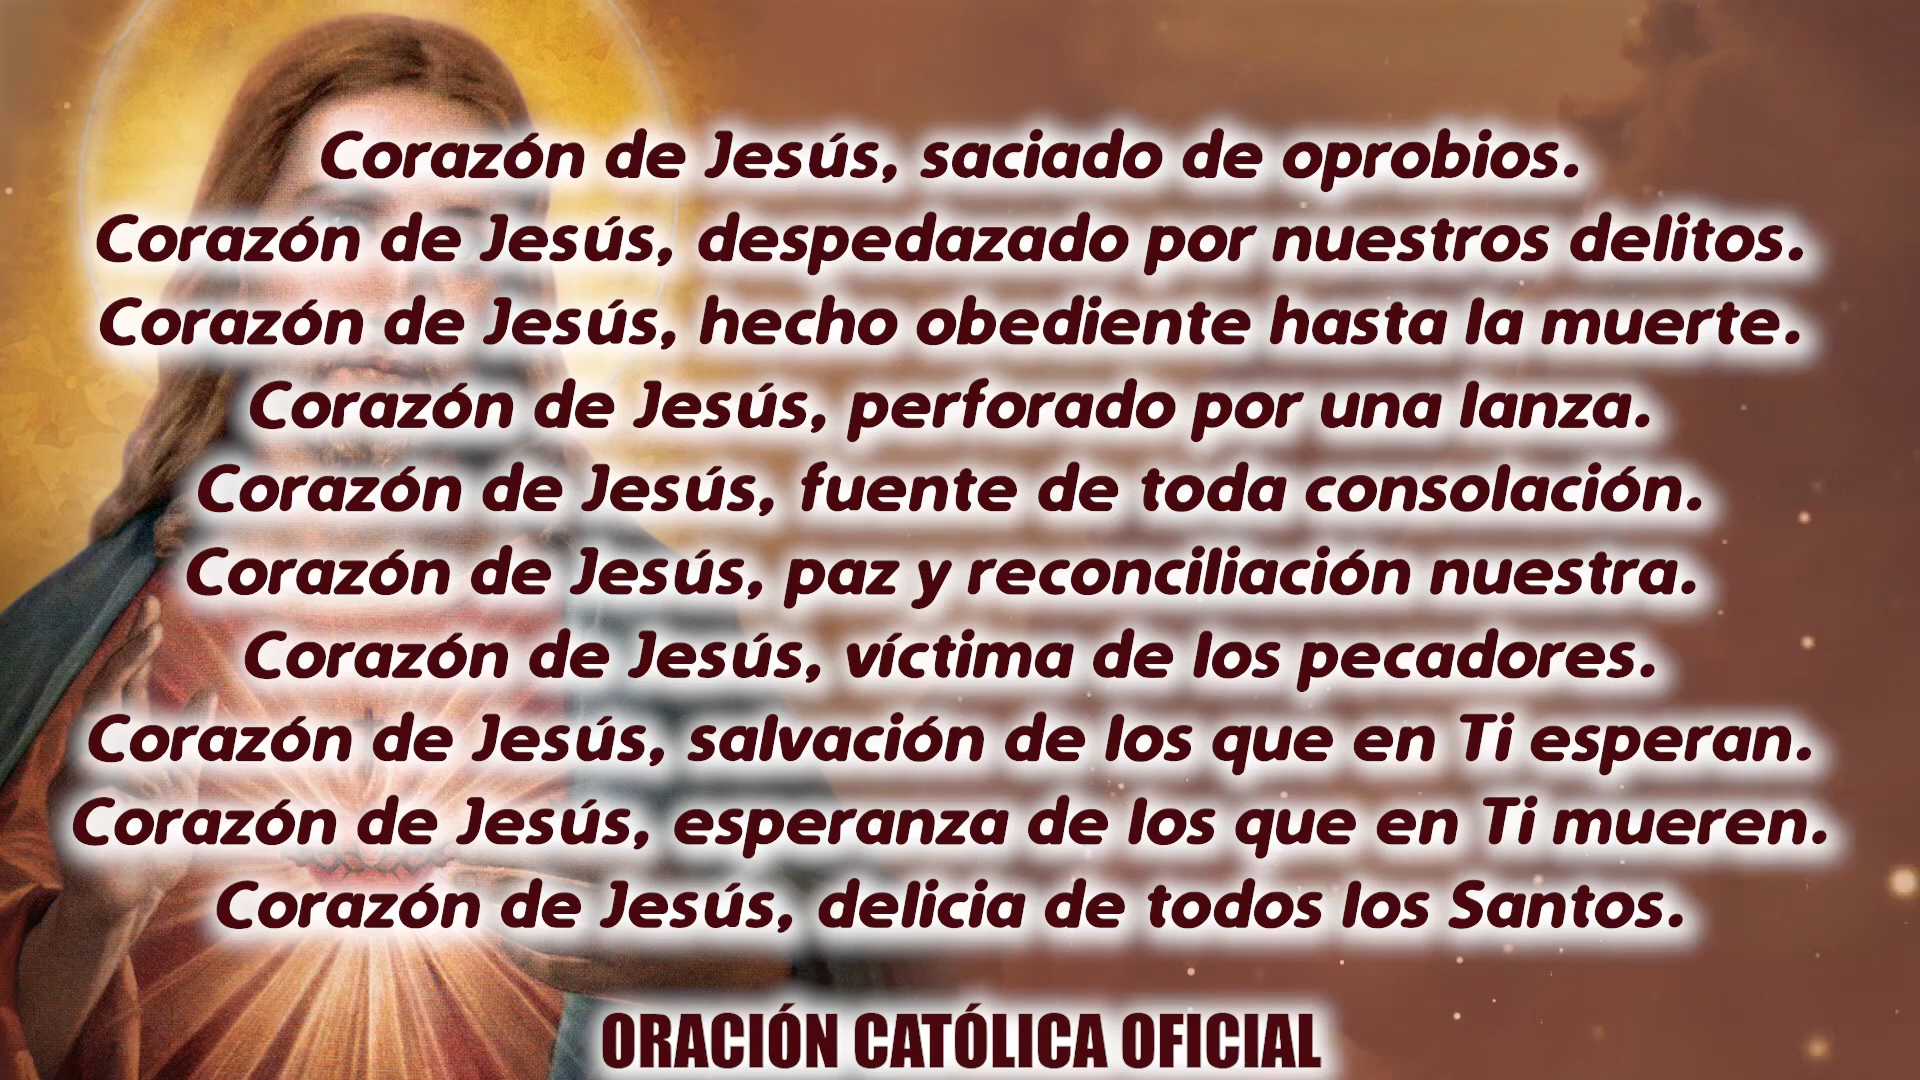 Corazón de Jesús, saciado de oprobios.
Corazón de Jesús, despedazado por nuestros delitos.
Corazón de Jesús, hecho obediente hasta la muerte.
Corazón de Jesús, perforado por una lanza.
Corazón de Jesús, fuente de toda consolación.
Corazón de Jesús, paz y reconciliación nuestra.
Corazón de Jesús, víctima de los pecadores.
Corazón de Jesús, salvación de los que en Ti esperan.
Corazón de Jesús, esperanza de los que en Ti mueren.
Corazón de Jesús, delicia de todos los Santos.
ORACIÓN CATÓLICA OFICIAL